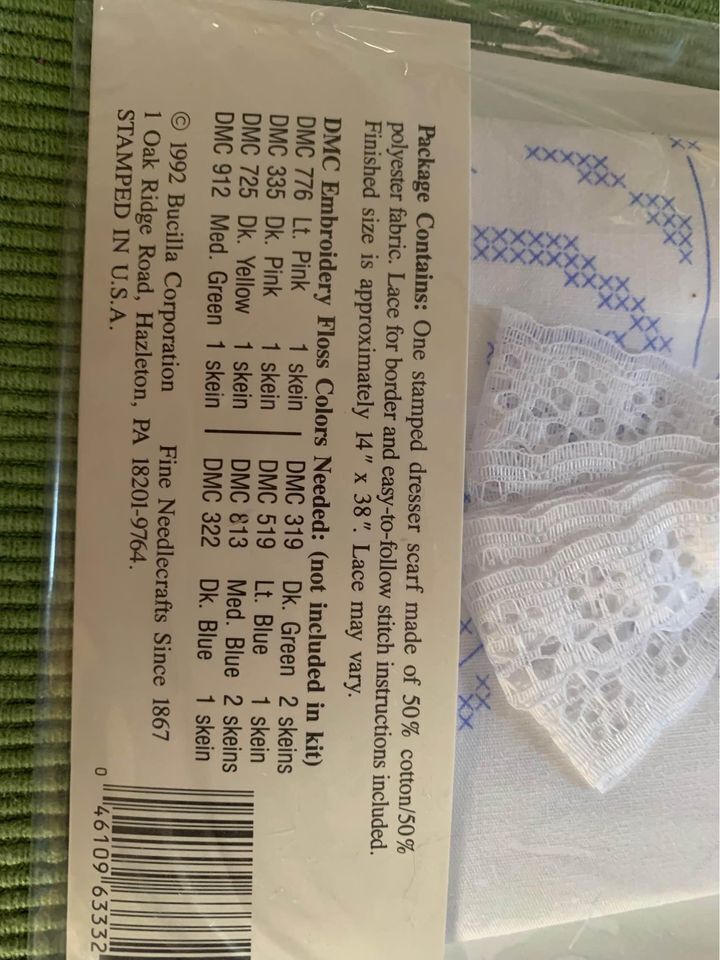 Package Contains: One stamped dresser scarf made of 50% cotton/50%
polyester fabric. Lace for border and easy-to-follow stitch instructions included.
Finished size is approximately 14" x 38". Lace may vary.
DMC Embroidery Floss Colors Needed: (not included in kit)
DMC 776 Lt. Pink 1 skein | DMC 319 Dk. Green 2 skeins
DMC 335 Dk. Pink 1 skein | DMC 519 Lt. Blue 1 skein
DMC 725 Dk. Yellow 1 skein | DMC 813 Med. Blue 2 skeins
DMC 912 Med. Green 1 skein | DMC 322 Dk. Blue 1 skein
© 1992 Bucilla Corporation Fine Needlecrafts Since 1867
1 Oak Ridge Road, Hazleton, PA 18201-9764.
STAMPED IN U.S.A.
0 46109 63332